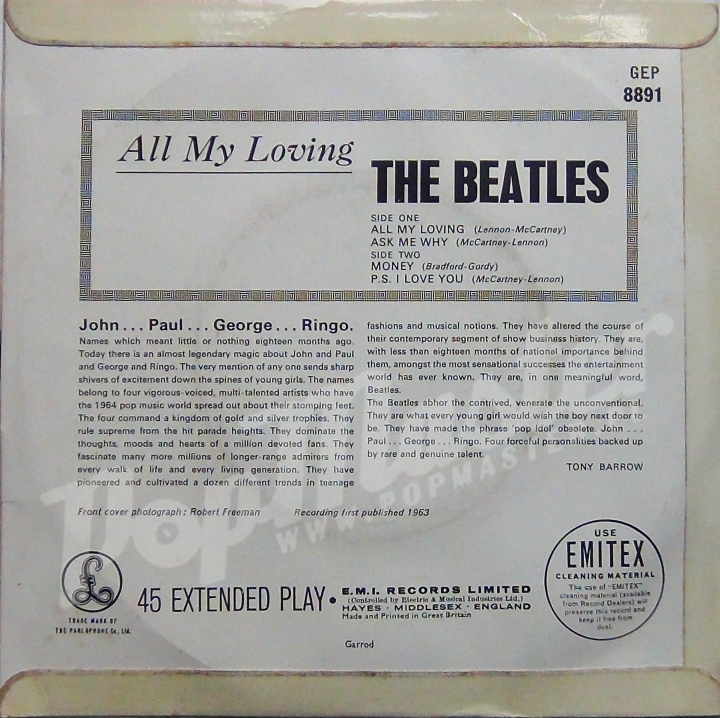 GEP
8891
All My Loving
THE BEATLES
SIDE ONE
ALL MY LOVING (Lennon-McCartney)
ASK ME WHY (McCartney-Lennon)
SIDE TWO
MONEY (Bradford-Gordy)
P.S. I LOVE YOU (McCartney-Lennon)
John... Paul... George... Ringo.
Names which meant little or nothing eighteen months ago.
Today there is an almost legendary magic about John and Paul
and George and Ringo. The very mention of any one sends sharp
shivers of excitement down the spines of young girls. The names
belong to four vigorous-voiced, multi-talented artists who have
the 1964 pop music world spread out about their stomping feet.
The four command a kingdom of gold and silver trophies. They
rule supreme from the hit parade heights. They dominate the
thoughts, moods and hearts of a million devoted fans. They
fascinate many more millions of longer-range admirers from
every walk of life and every living generation. They have
pioneered and cultivated a dozen different trends in teenage
fashions and musical notions. They have altered the course of
their contemporary segment of show business history. They are,
with less than eighteen months of national importance behind
them, amongst the most sensational successes the entertainment
world has ever known. They are, in one meaningful word,
Beatles.
The Beatles abhor the contrived, venerate the unconventional.
They are what every young girl would wish the boy next door to
be. They have made the phrase 'pop idol' obsolete. John ...
Paul ... George ... Ringo. Four forceful personalities backed up
by rare and genuine talent.
TONY BARROW
Front cover photograph: Robert Freeman Recording first published 1963
TRADE MARK OF
THE PARLOPHONE Co. Ltd.
45 EXTENDED PLAY •
E.M.I. RECORDS LIMITED
(Controlled by Electric & Musical Industries Ltd.)
HAYES · MIDDLESEX · ENGLAND
Made and Printed in Great Britain
Garrod
USE
EMITEX
CLEANING MATERIAL
The use of "EMITEX"
cleaning material (available
from Record Dealers) will
preserve this record and
keep it free from
dust.